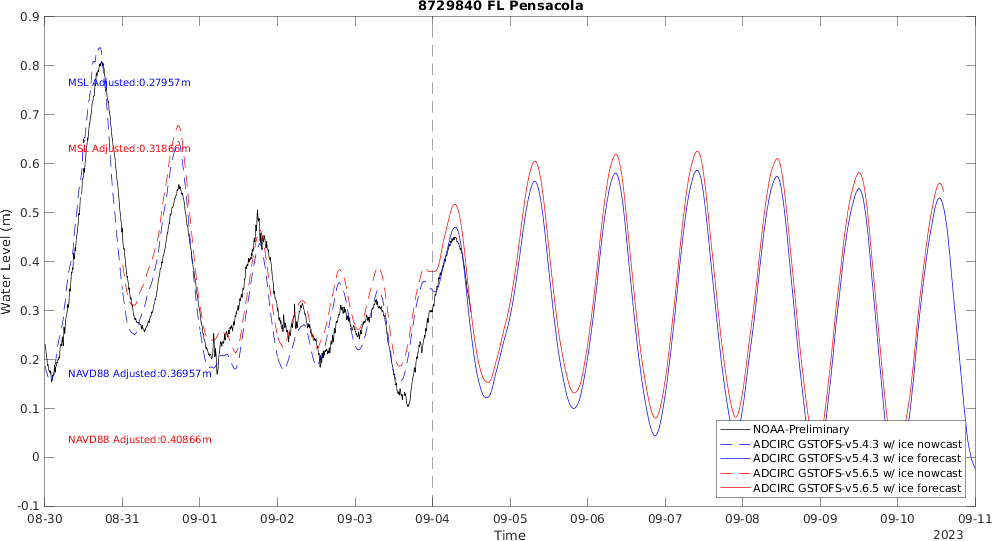 8729840 FL Pensacola
0.9
0.8
0.7
0.6
0.5
0.4
0.3
0.2
0.1
0
-0.1
Water Level (m)
MSL Adjusted:0.27957m
MSL Adjusted:0.31866m
NAVD88 Adjusted:0.36957m
NAVD88 Adjusted:0.40866m
NOAA-Preliminary
ADCIRC GSTOFS-v5.4.3 w/ ice nowcast
ADCIRC GSTOFS-v5.4.3 w/ ice forecast
ADCIRC GSTOFS-v5.6.5 w/ ice nowcast
ADCIRC GSTOFS-v5.6.5 w/ ice forecast
08-30 08-31 09-01 09-02 09-03 09-04 09-05 09-06 09-07 09-08 09-09 09-10 09-11
Time
2023